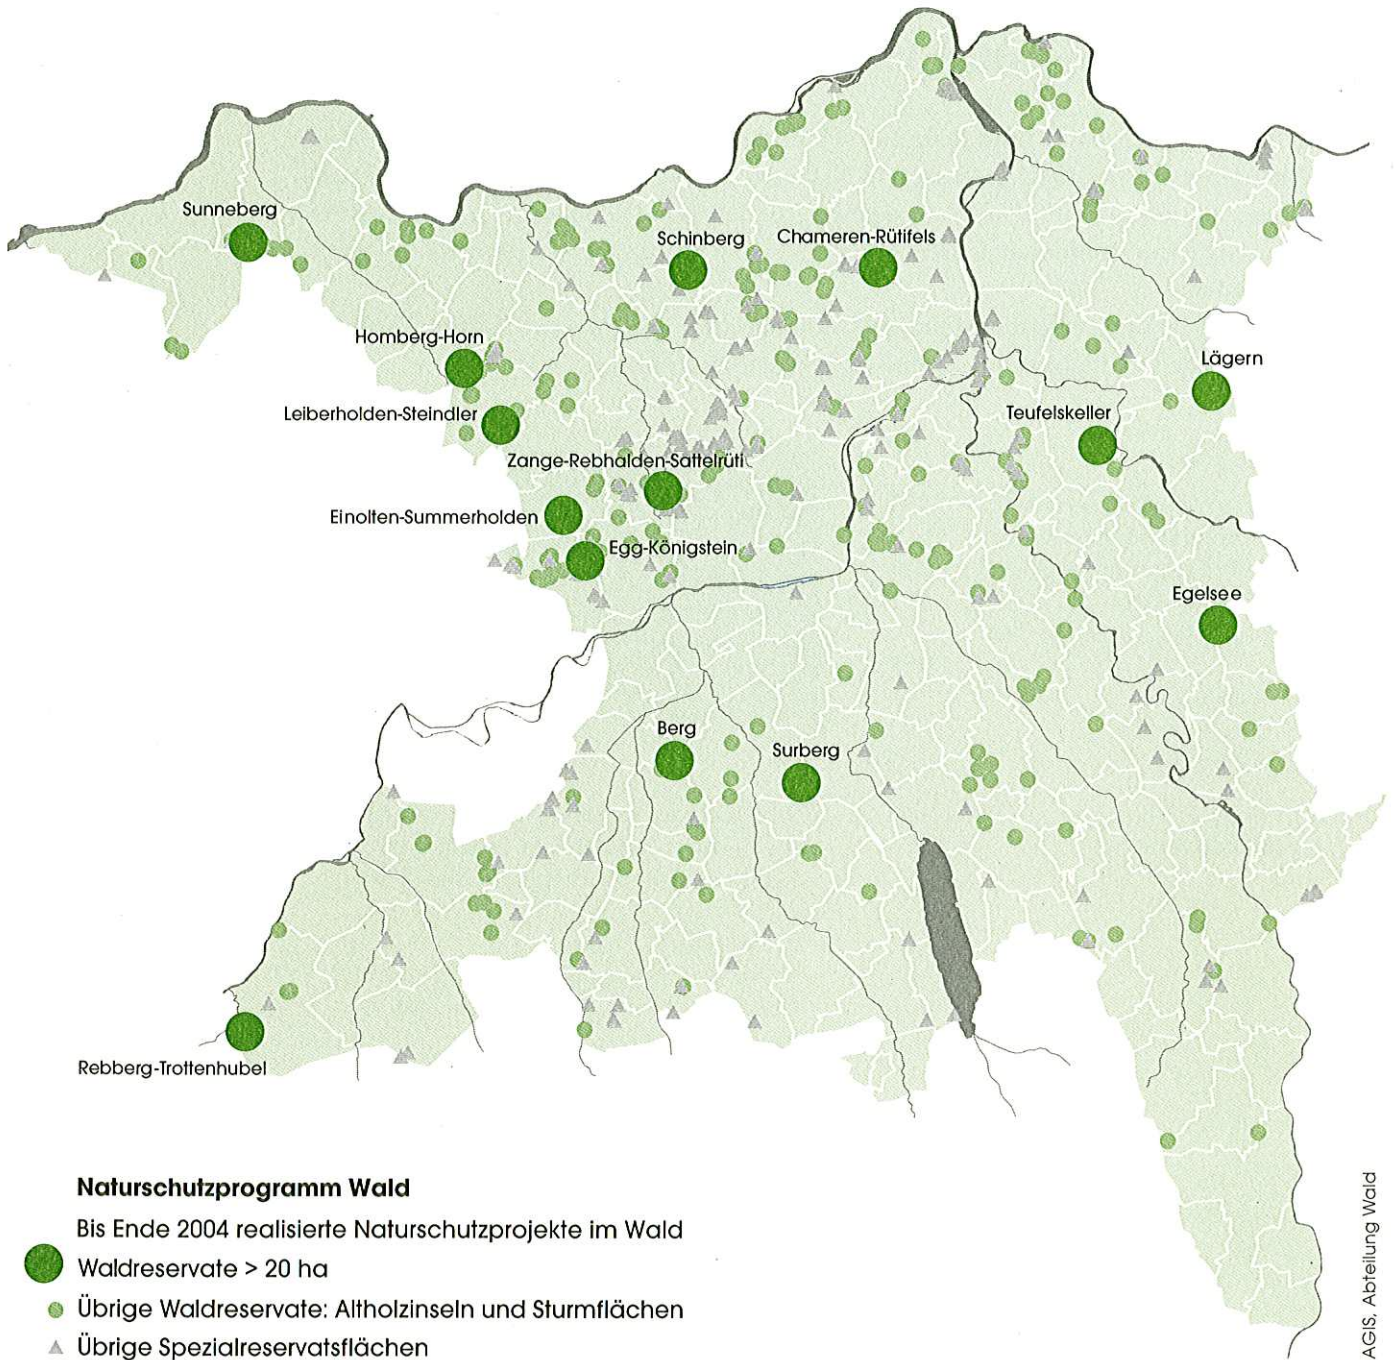 Sunneberg
Schinberg
Chameren-Rütifels
Homberg-Horn
Lägern
Leiberholden-Steindler
Teufelskeller
Zange-Rebhalden-Sattelrüti
Einolten-Summerholden
Egg-Königstein
Egelsee
Berg
Surberg
Rebberg-Trottenhubel
Naturschutzprogramm Wald
Bis Ende 2004 realisierte Naturschutzprojekte im Wald
Waldreservate > 20 ha
Übrige Waldreservate: Altholzinseln und Sturmflächen
Übrige Spezialreservatsflächen
AGIS, Abteilung Wald